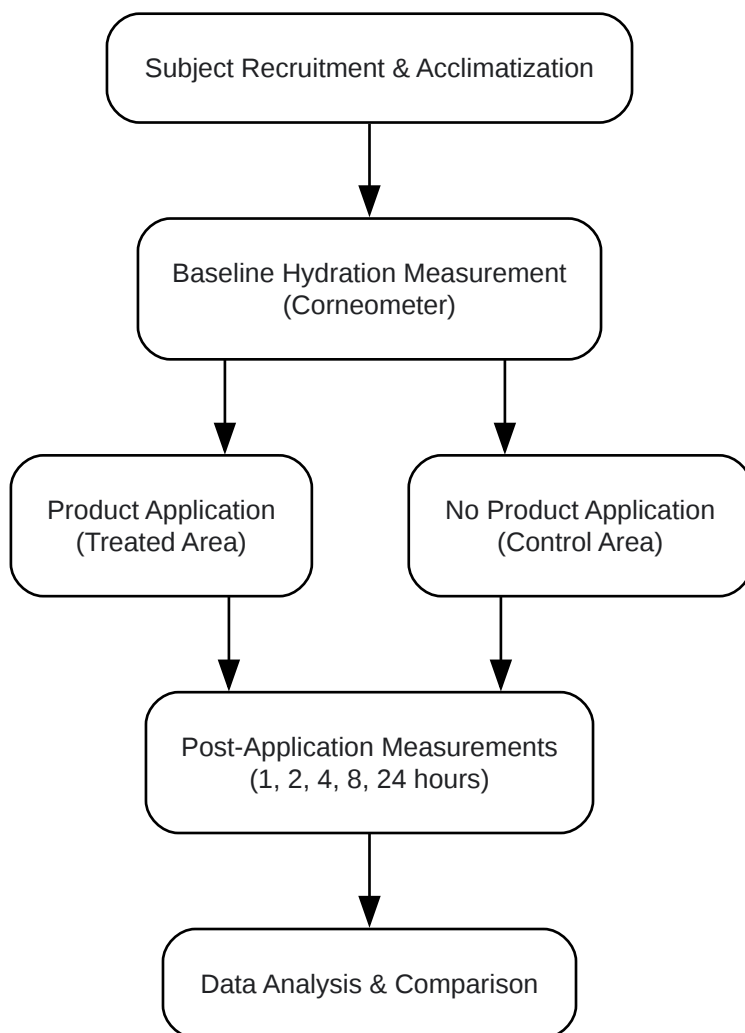 Subject Recruitment & Acclimatization
Baseline Hydration Measurement
(Corneometer)
Product Application
(Treated Area)
No Product Application
(Control Area)
Post-Application Measurements
(1, 2, 4, 8, 24 hours)
Data Analysis & Comparison